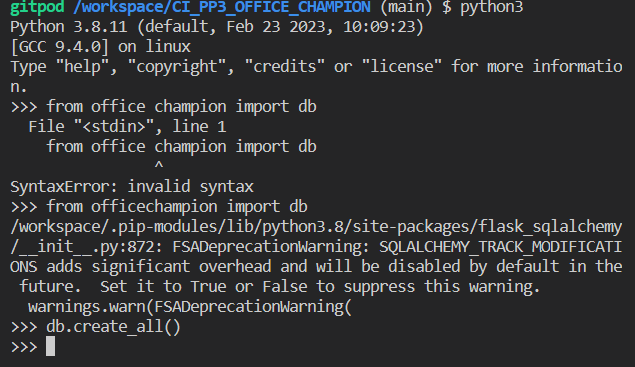 gitpod /workspace/CI_PP3_OFFICE_CHAMPION (main) $ python3
Python 3.8.11 (default, Feb 23 2023, 10:09:23)
[GCC 9.4.0] on linux
Type "help", "copyright", "credits" or "license" for more informatio
n.
>>> from office champion import db
  File "<stdin>", line 1
    from office champion import db
                ^
SyntaxError: invalid syntax
>>> from officechampion import db
/workspace/.pip-modules/lib/python3.8/site-packages/flask_sqlalchemy
/__init__.py:872: FSADeprecationWarning: SQLALCHEMY_TRACK_MODIFICATI
ONS adds significant overhead and will be disabled by default in the
 future.  Set it to True or False to suppress this warning.
  warnings.warn(FSADeprecationWarning(
>>> db.create_all()
>>>